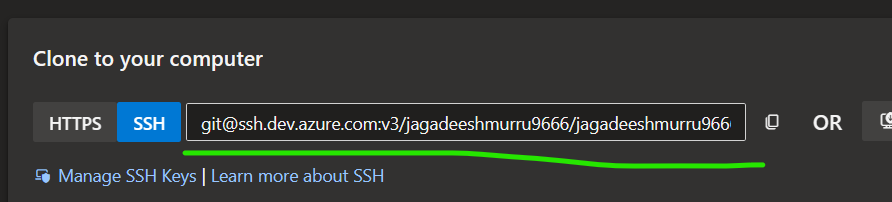 Clone to your computer
HTTPS SSH git@ssh.dev.azure.com:v3/jagadeeshmurru9666/jagadeeshmurru966 OR
Manage SSH Keys | Learn more about SSH